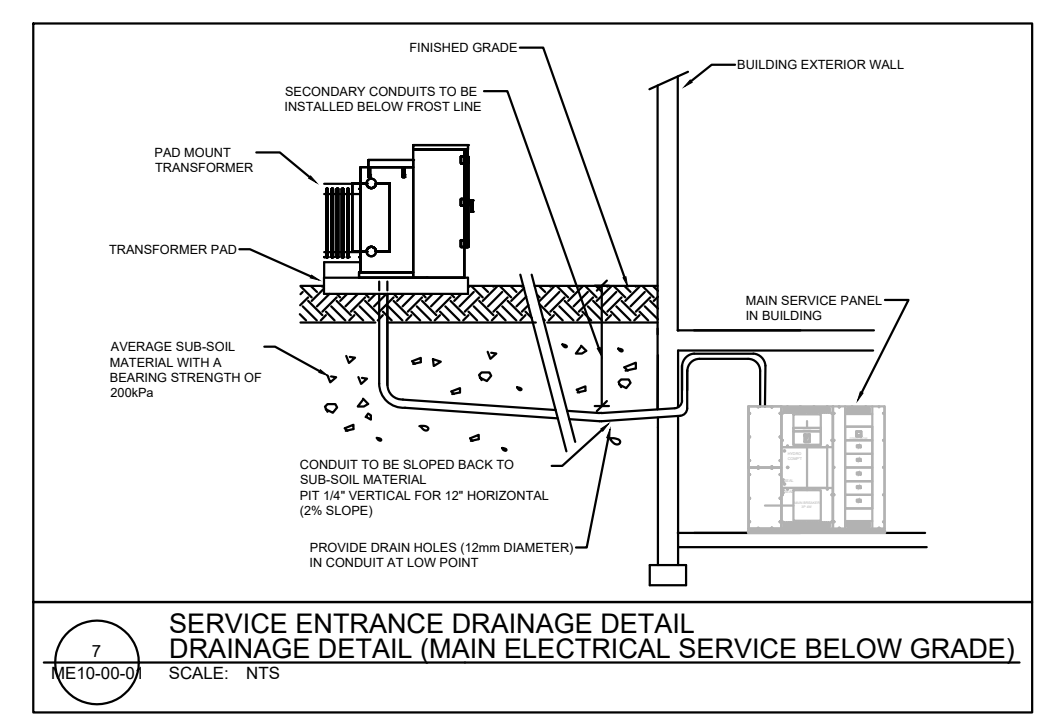 FINISHED GRADE
BUILDING EXTERIOR WALL
SECONDARY CONDUITS TO BE
INSTALLED BELOW FROST LINE
PAD MOUNT
TRANSFORMER
TRANSFORMER PAD
MAIN SERVICE PANEL
IN BUILDING
AVERAGE SUB-SOIL
MATERIAL WITH A
BEARING STRENGTH OF
200kPa
CONDUIT TO BE SLOPED BACK TO
SUB-SOIL MATERIAL
PIT 1/4" VERTICAL FOR 12" HORIZONTAL
(2% SLOPE)
PROVIDE DRAIN HOLES (12mm DIAMETER)
IN CONDUIT AT LOW POINT
7
ME10-00-01
SERVICE ENTRANCE DRAINAGE DETAIL
DRAINAGE DETAIL (MAIN ELECTRICAL SERVICE BELOW GRADE)
SCALE: NTS